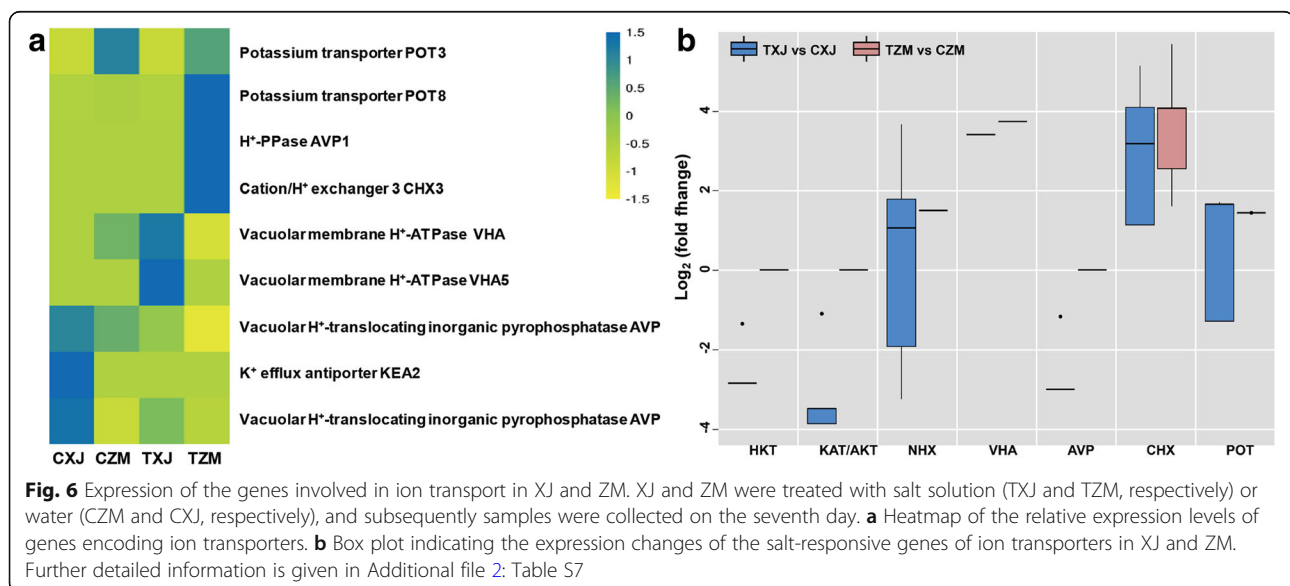 a
Potassium transporter POT3
Potassium transporter POT8
H⁺-PPase AVP1
Cation/H⁺ exchanger 3 CHX3
Vacuolar membrane H⁺-ATPase VHA
Vacuolar membrane H⁺-ATPase VHA5
Vacuolar H⁺-translocating inorganic pyrophosphatase AVP
K⁺ efflux antiporter KEA2
Vacuolar H⁺-translocating inorganic pyrophosphatase AVP
CXJ CZM TXJ TZM
1.5
1
0.5
0
-0.5
-1
-1.5
b
TXJ vs CXJ TZM vs CZM
Log₂ (fold fhange)
4
2
0
-2
-4
HKT KAT/AKT NHX VHA AVP CHX POT
Fig. 6 Expression of the genes involved in ion transport in XJ and ZM. XJ and ZM were treated with salt solution (TXJ and TZM, respectively) or
water (CZM and CXJ, respectively), and subsequently samples were collected on the seventh day. a Heatmap of the relative expression levels of
genes encoding ion transporters. b Box plot indicating the expression changes of the salt-responsive genes of ion transporters in XJ and ZM.
Further detailed information is given in Additional file 2: Table S7